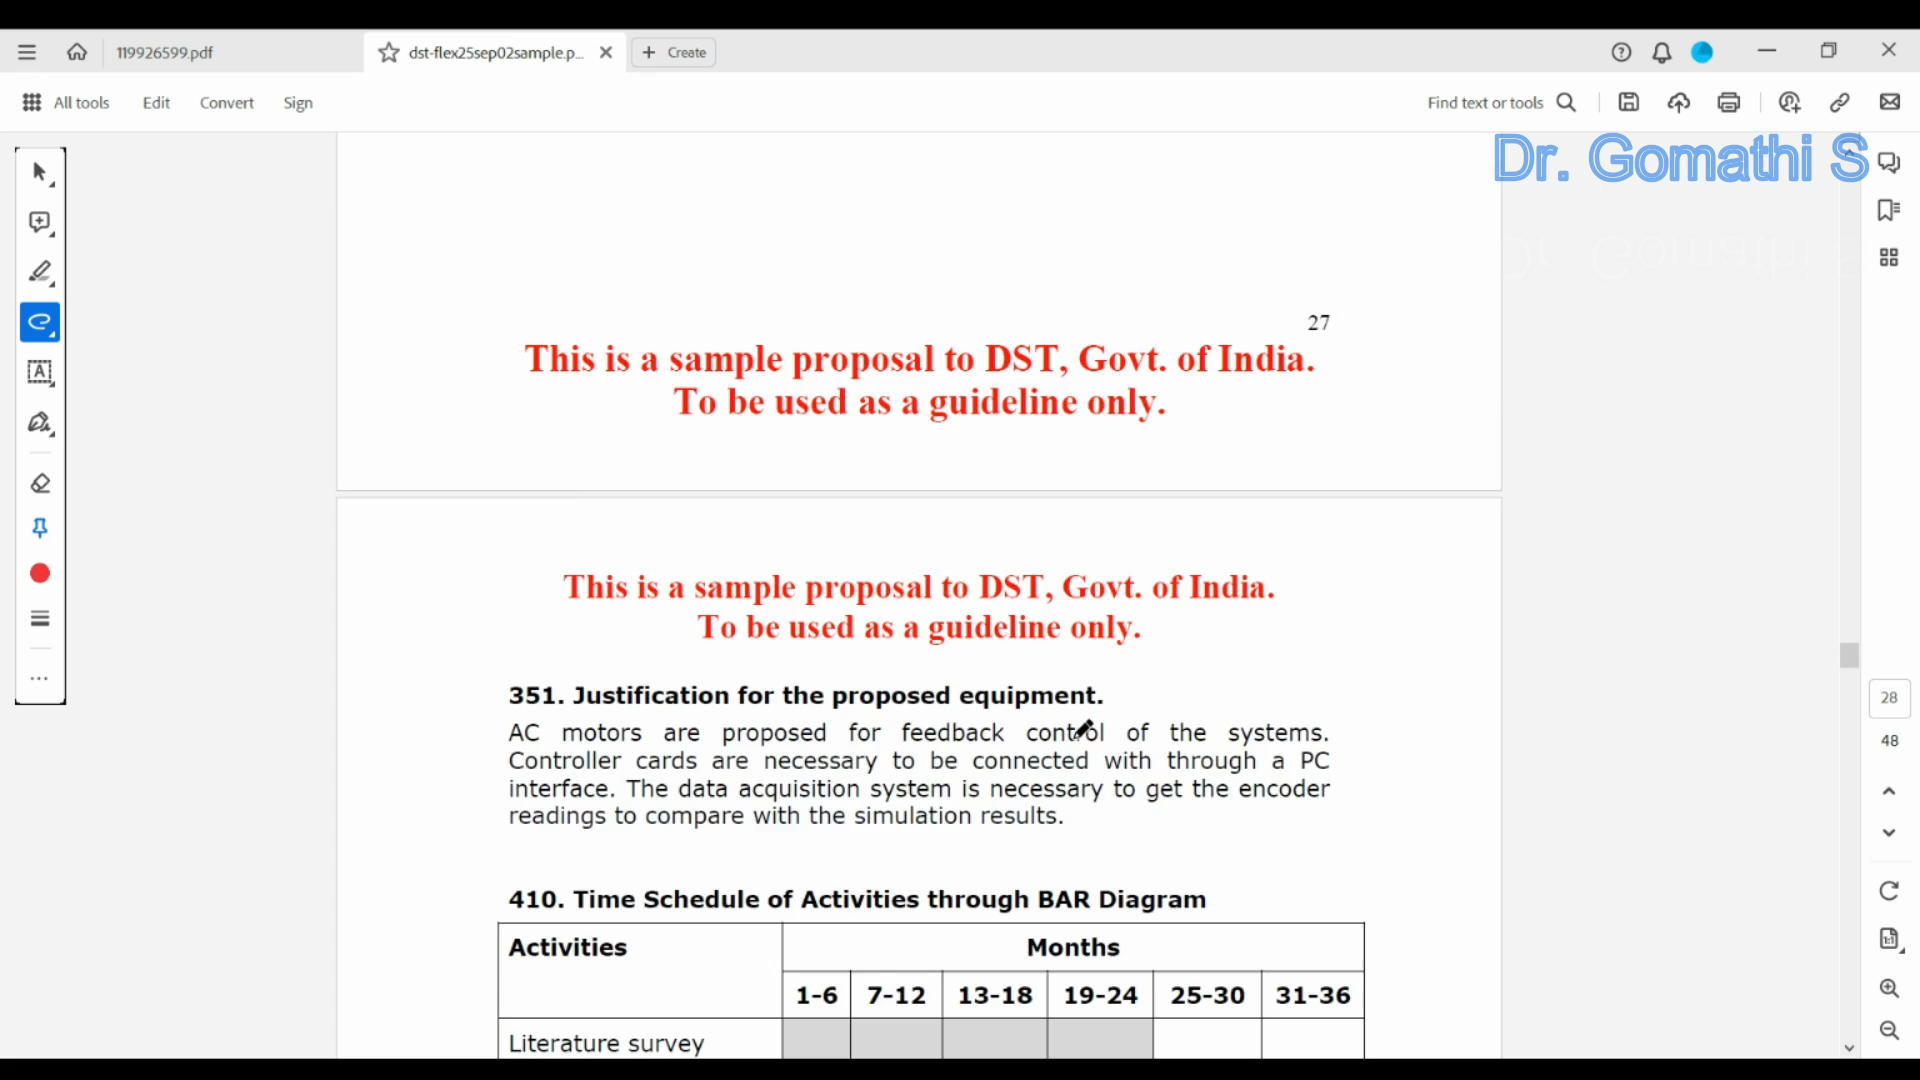 119926599.pdf
dst-flex25sep02sample.p...
Create
All tools
Edit
Convert
Sign
Find text or tools
Dr. Gomathi S
27
This is a sample proposal to DST, Govt. of India.
To be used as a guideline only.
This is a sample proposal to DST, Govt. of India.
To be used as a guideline only.
351. Justification for the proposed equipment.
AC motors are proposed for feedback control of the systems.
Controller cards are necessary to be connected with through a PC
interface. The data acquisition system is necessary to get the encoder
readings to compare with the simulation results.
28
48
410. Time Schedule of Activities through BAR Diagram
Activities
Months
1-6 7-12 13-18 19-24 25-30 31-36
Literature survey